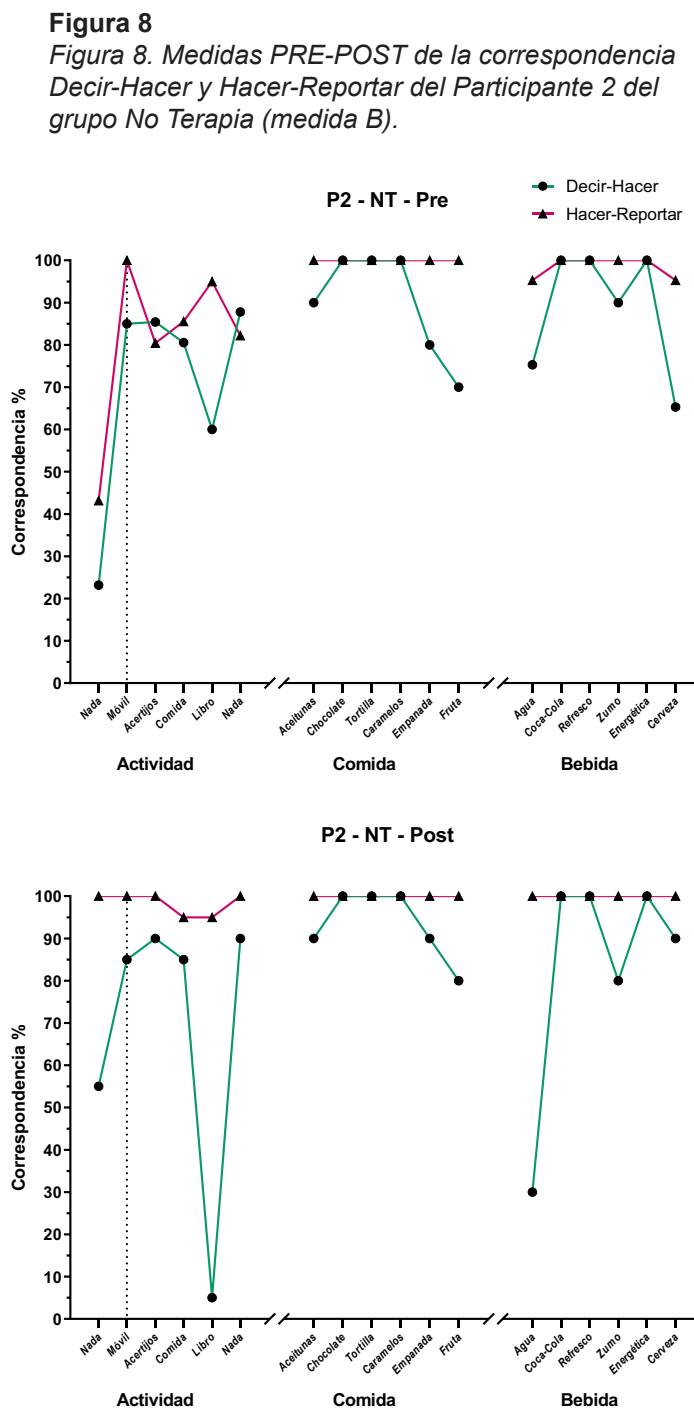 Figura 8
Figura 8. Medidas PRE-POST de la correspondencia
Decir-Hacer y Hacer-Reportar del Participante 2 del
grupo No Terapia (medida B).
P2 - NT - Pre
Decir-Hacer
Hacer-Reportar
Correspondencia %
100
90
80
70
60
50
40
30
20
10
0
Nada Móvil Acertijos Comida Libro Nada Aceitunas Chocolate Tortilla Caramelos Empanada Fruta Agua Coca-Cola Refresco Zumo Energética Cerveza
Actividad Comida Bebida
P2 - NT - Post
Correspondencia %
100
90
80
70
60
50
40
30
20
10
0
Nada Móvil Acertijos Comida Libro Nada Aceitunas Chocolate Tortilla Caramelos Empanada Fruta Agua Coca-Cola Refresco Zumo Energética Cerveza
Actividad Comida Bebida